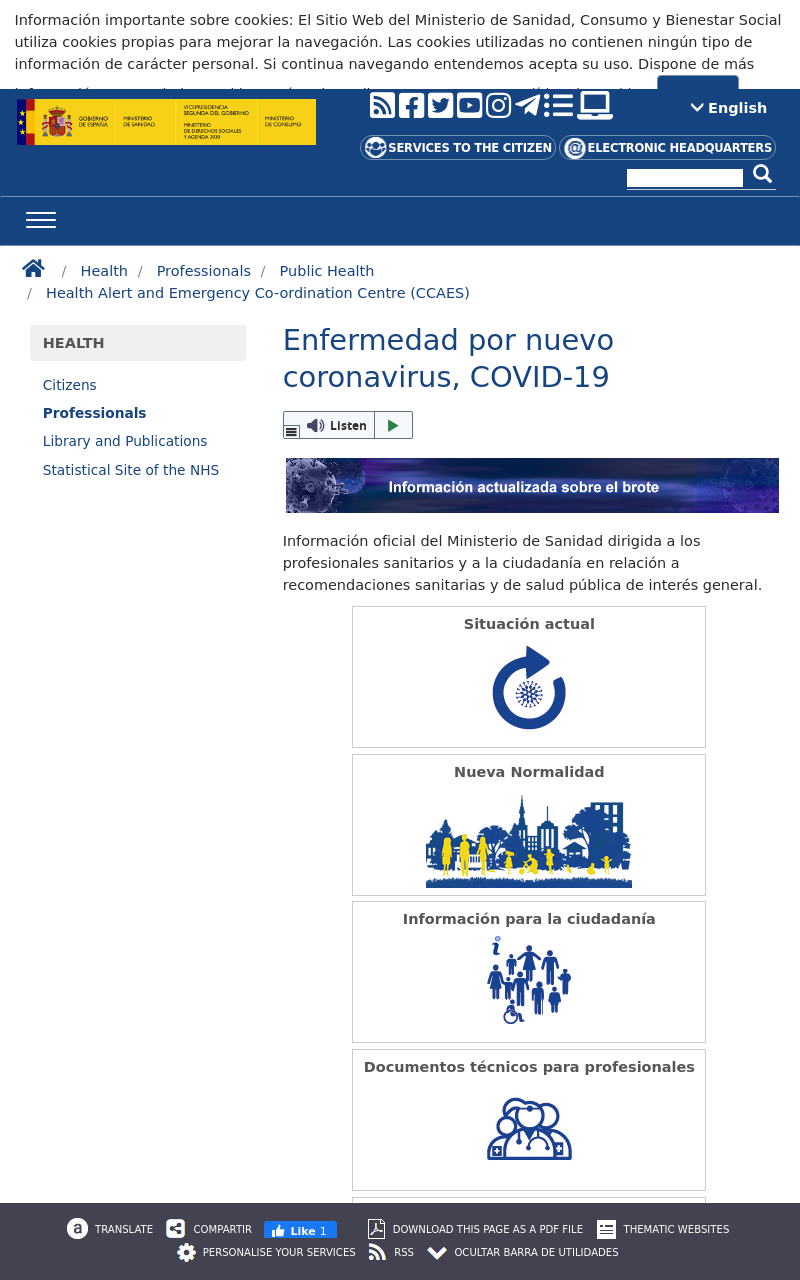 Información importante sobre cookies: El Sitio Web del Ministerio de Sanidad, Consumo y Bienestar Social
utiliza cookies propias para mejorar la navegación. Las cookies utilizadas no contienen ningún tipo de
información de carácter personal. Si continua navegando entendemos acepta su uso. Dispone de más
GOBIERNO DE ESPAÑA
MINISTERIO DE SANIDAD
VICEPRESIDENCIA SEGUNDA DEL GOBIERNO
MINISTERIO DE DERECHOS SOCIALES Y AGENDA 2030
MINISTERIO DE CONSUMO
English
SERVICES TO THE CITIZEN
ELECTRONIC HEADQUARTERS
/ Health / Professionals / Public Health
/ Health Alert and Emergency Co-ordination Centre (CCAES)
HEALTH
Citizens
Professionals
Library and Publications
Statistical Site of the NHS
Enfermedad por nuevo
coronavirus, COVID-19
Listen
Información actualizada sobre el brote
Información oficial del Ministerio de Sanidad dirigida a los
profesionales sanitarios y a la ciudadanía en relación a
recomendaciones sanitarias y de salud pública de interés general.
Situación actual
Nueva Normalidad
Información para la ciudadanía
Documentos técnicos para profesionales
TRANSLATE COMPARTIR Like 1 DOWNLOAD THIS PAGE AS A PDF FILE THEMATIC WEBSITES
PERSONALISE YOUR SERVICES RSS OCULTAR BARRA DE UTILIDADES